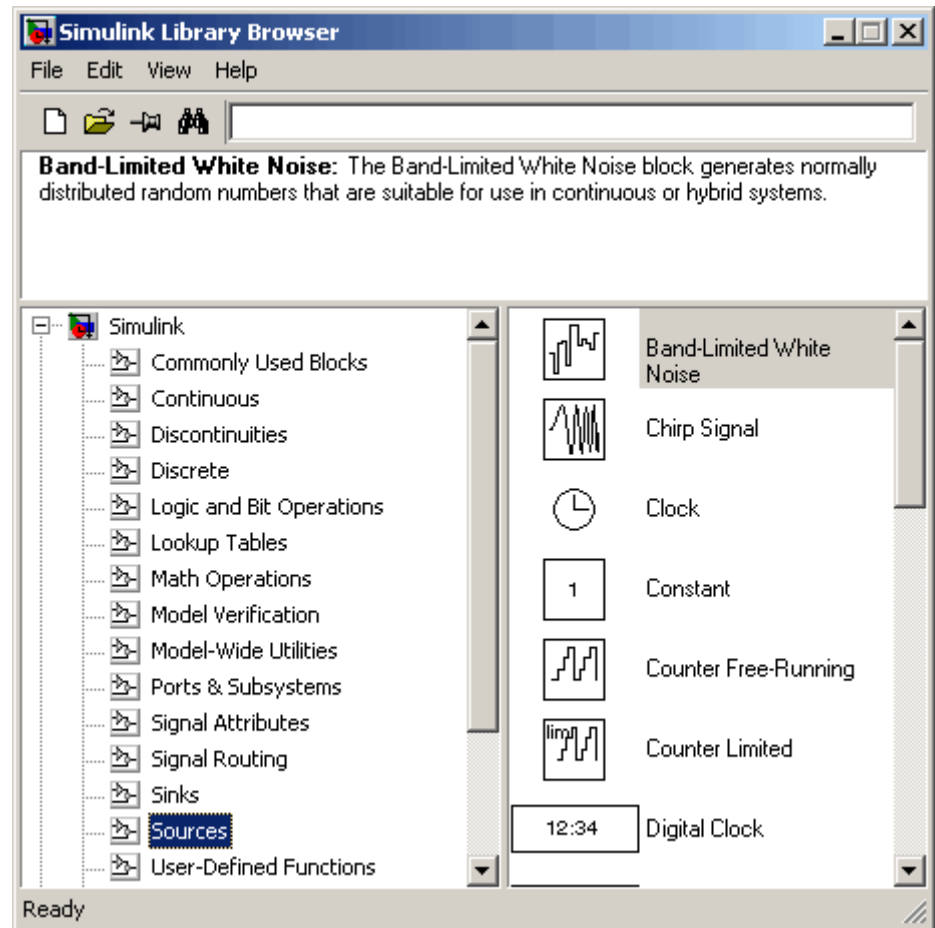 Simulink Library Browser
File Edit View Help
Band-Limited White Noise: The Band-Limited White Noise block generates normally
distributed random numbers that are suitable for use in continuous or hybrid systems.
Simulink
Commonly Used Blocks
Continuous
Discontinuities
Discrete
Logic and Bit Operations
Lookup Tables
Math Operations
Model Verification
Model-Wide Utilities
Ports & Subsystems
Signal Attributes
Signal Routing
Sinks
Sources
User-Defined Functions
Band-Limited White
Noise
Chirp Signal
Clock
1 Constant
Counter Free-Running
lim Counter Limited
12:34 Digital Clock
Ready